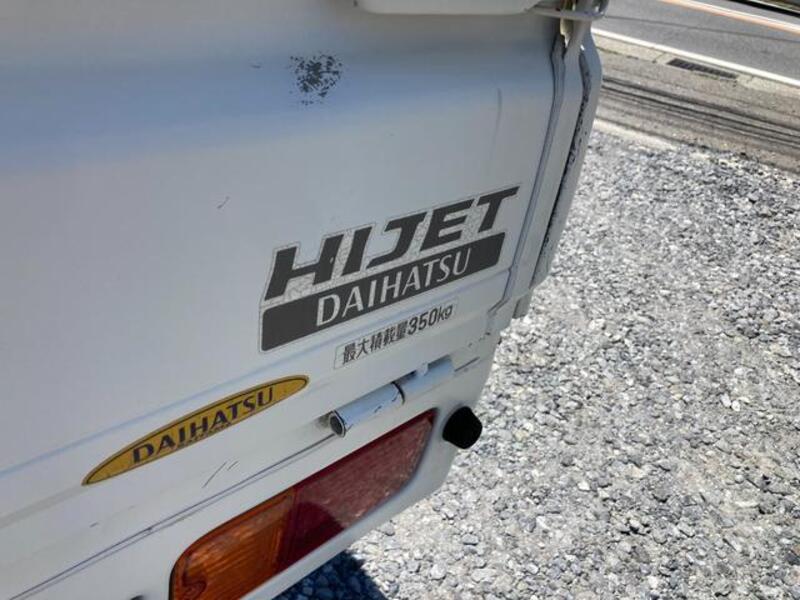 HIJET
DAIHATSU
最大積載量350kg
DAIHATSU